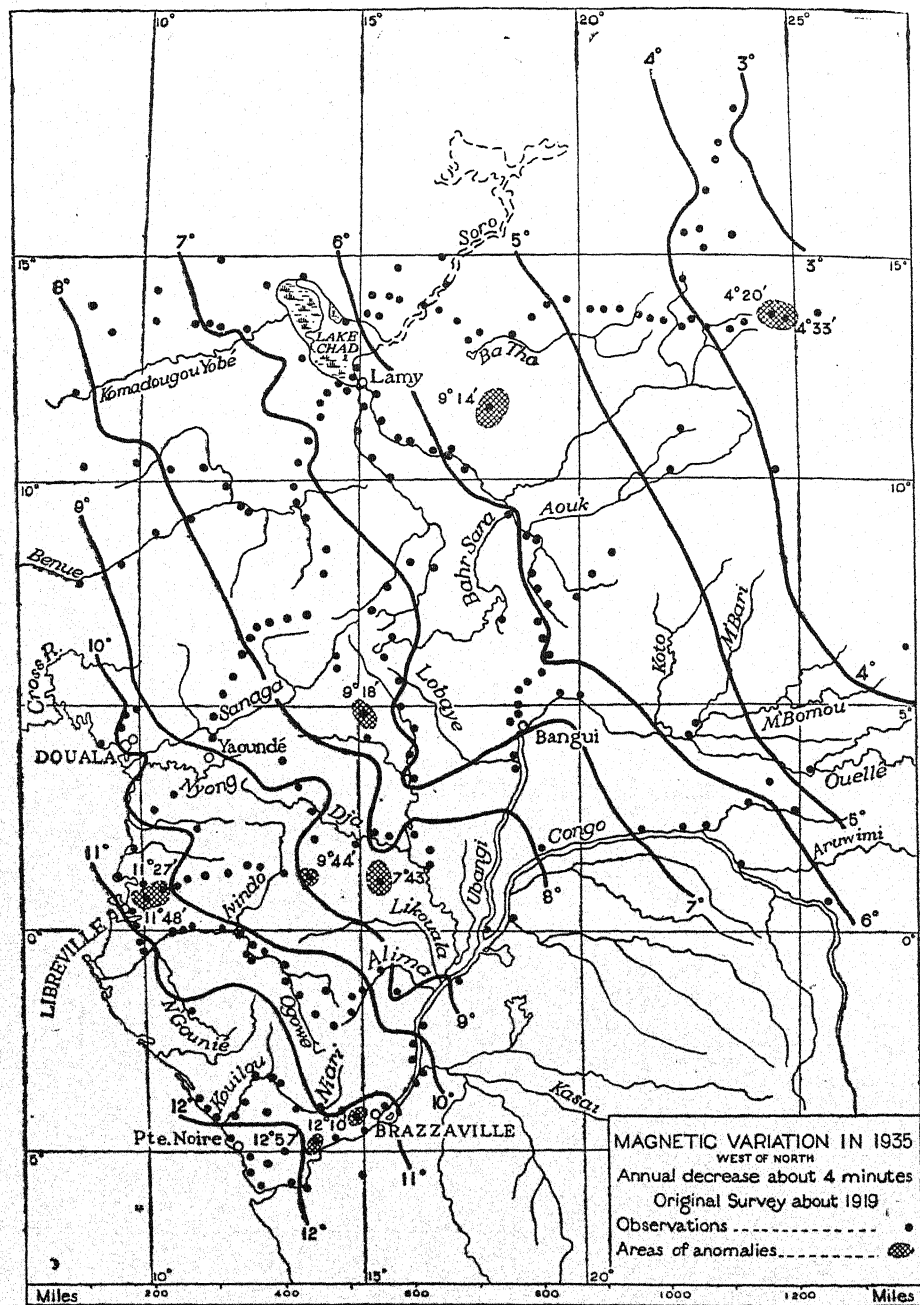 10° 15° 20° 25°
4° 3°
Soro
7° 6° 5°
15° 3° 15°
8°
4°20'
4°33'
LAKE
CHAD
Ba Tha
Komadougou Yobé
Lamy
9°14'
10° 10°
9°
Aouk
Bahr Sara
Benue
10°
Cross R.
Koto
M'Bari
Sanaga
9°18'
Lobaye
4°
M'Bomou
5°
DOUALA
Yaoundé
Bangui
Ouellé
Nyong
Dja
Congo
5°
Aruwimi
11°
11°27'
9°44'
7°43'
Ubangi
8°
7°
6°
11°48'
Ivindo
Likouala
0° 0°
LIBREVILLE
Alima
9°
N'Gounié
Ogowé
10°
Kouilou
Niari
Kasai
12°
12°10'
Pte. Noire
12°57'
BRAZZAVILLE
5°
11°
12°
MAGNETIC VARIATION IN 1935
WEST OF NORTH
Annual decrease about 4 minutes
Original Survey about 1919
Observations
Areas of anomalies
10° 15° 20°
Miles 200 400 600 800 1000 1200 Miles